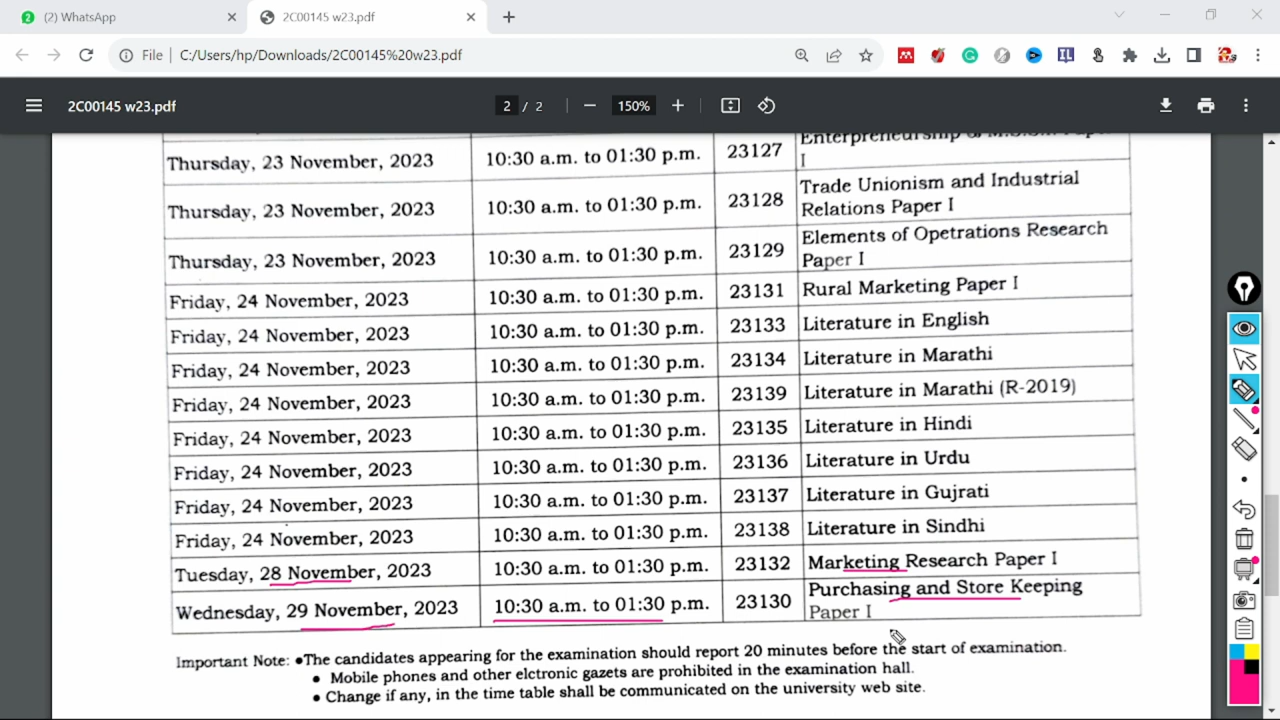 (2) WhatsApp
2C00145 w23.pdf
File | C:/Users/hp/Downloads/2C00145%20w23.pdf
2C00145 w23.pdf
2 / 2
150%
Thursday, 23 November, 2023 10:30 a.m. to 01:30 p.m. 23127 Enterpreneurship & M.S.S.I. Paper
I
Thursday, 23 November, 2023 10:30 a.m. to 01:30 p.m. 23128 Trade Unionism and Industrial
Relations Paper I
Thursday, 23 November, 2023 10:30 a.m. to 01:30 p.m. 23129 Elements of Opetrations Research
Paper I
Friday, 24 November, 2023 10:30 a.m. to 01:30 p.m. 23131 Rural Marketing Paper I
Friday, 24 November, 2023 10:30 a.m. to 01:30 p.m. 23133 Literature in English
Friday, 24 November, 2023 10:30 a.m. to 01:30 p.m. 23134 Literature in Marathi
Friday, 24 November, 2023 10:30 a.m. to 01:30 p.m. 23139 Literature in Marathi (R-2019)
Friday, 24 November, 2023 10:30 a.m. to 01:30 p.m. 23135 Literature in Hindi
Friday, 24 November, 2023 10:30 a.m. to 01:30 p.m. 23136 Literature in Urdu
Friday, 24 November, 2023 10:30 a.m. to 01:30 p.m. 23137 Literature in Gujrati
Friday, 24 November, 2023 10:30 a.m. to 01:30 p.m. 23138 Literature in Sindhi
Tuesday, 28 November, 2023 10:30 a.m. to 01:30 p.m. 23132 Marketing Research Paper I
Wednesday, 29 November, 2023 10:30 a.m. to 01:30 p.m. 23130 Purchasing and Store Keeping
Paper I
Important Note: •The candidates appearing for the examination should report 20 minutes before the start of examination.
• Mobile phones and other elctronic gazets are prohibited in the examination hall.
• Change if any, in the time table shall be communicated on the university web site.